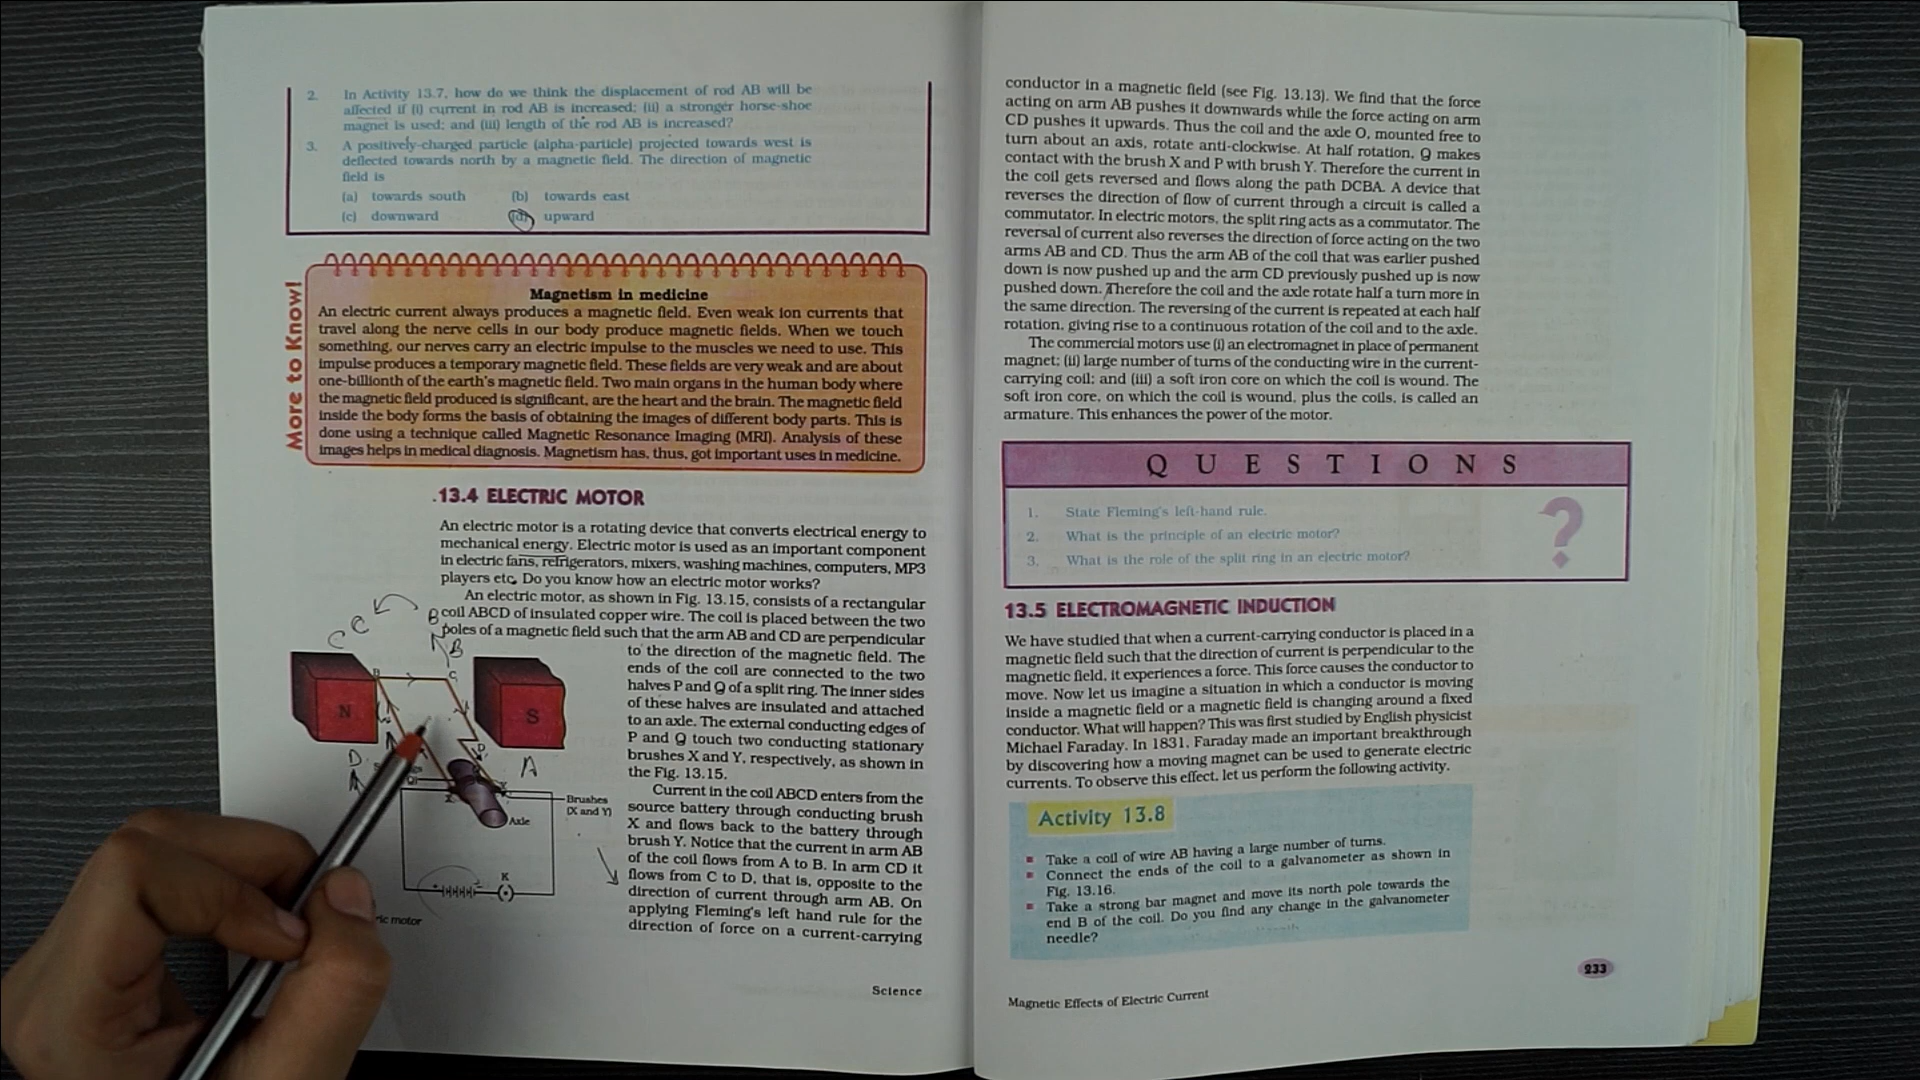 2. In Activity 13.7, how do we think the displacement of rod AB will be
affected if (i) current in rod AB is increased; (ii) a stronger horse-shoe
magnet is used; and (iii) length of the rod AB is increased?
3. A positively-charged particle (alpha-particle) projected towards west is
deflected towards north by a magnetic field. The direction of magnetic
field is
(a) towards south (b) towards east
(c) downward (d) upward
More to Know!
Magnetism in medicine
An electric current always produces a magnetic field. Even weak ion currents that
travel along the nerve cells in our body produce magnetic fields. When we touch
something, our nerves carry an electric impulse to the muscles we need to use. This
impulse produces a temporary magnetic field. These fields are very weak and are about
one-billionth of the earth's magnetic field. Two main organs in the human body where
the magnetic field produced is significant, are the heart and the brain. The magnetic field
inside the body forms the basis of obtaining the images of different body parts. This is
done using a technique called Magnetic Resonance Imaging (MRI). Analysis of these
images helps in medical diagnosis. Magnetism has, thus, got important uses in medicine.
13.4 ELECTRIC MOTOR
An electric motor is a rotating device that converts electrical energy to
mechanical energy. Electric motor is used as an important component
in electric fans, refrigerators, mixers, washing machines, computers, MP3
players etc. Do you know how an electric motor works?
An electric motor, as shown in Fig. 13.15, consists of a rectangular
coil ABCD of insulated copper wire. The coil is placed between the two
poles of a magnetic field such that the arm AB and CD are perpendicular
to the direction of the magnetic field. The
ends of the coil are connected to the two
halves P and Q of a split ring. The inner sides
of these halves are insulated and attached
to an axle. The external conducting edges of
P and Q touch two conducting stationary
brushes X and Y, respectively, as shown in
the Fig. 13.15.
Current in the coil ABCD enters from the
source battery through conducting brush
X and flows back to the battery through
brush Y. Notice that the current in arm AB
of the coil flows from A to B. In arm CD it
flows from C to D, that is, opposite to the
direction of current through arm AB. On
applying Fleming's left hand rule for the
direction of force on a current-carrying
C C
B
B
B
C
N
S
D
D
A
Brushes
(X and Y)
Axle
K
ric motor
Science
conductor in a magnetic field (see Fig. 13.13). We find that the force
acting on arm AB pushes it downwards while the force acting on arm
CD pushes it upwards. Thus the coil and the axle O, mounted free to
turn about an axis, rotate anti-clockwise. At half rotation, Q makes
contact with the brush X and P with brush Y. Therefore the current in
the coil gets reversed and flows along the path DCBA. A device that
reverses the direction of flow of current through a circuit is called a
commutator. In electric motors, the split ring acts as a commutator. The
reversal of current also reverses the direction of force acting on the two
arms AB and CD. Thus the arm AB of the coil that was earlier pushed
down is now pushed up and the arm CD previously pushed up is now
pushed down. Therefore the coil and the axle rotate half a turn more in
the same direction. The reversing of the current is repeated at each half
rotation, giving rise to a continuous rotation of the coil and to the axle.
The commercial motors use (i) an electromagnet in place of permanent
magnet; (ii) large number of turns of the conducting wire in the current-
carrying coil; and (iii) a soft iron core on which the coil is wound. The
soft iron core, on which the coil is wound, plus the coils, is called an
armature. This enhances the power of the motor.
QUESTIONS
?
1. State Fleming's left-hand rule.
2. What is the principle of an electric motor?
3. What is the role of the split ring in an electric motor?
13.5 ELECTROMAGNETIC INDUCTION
We have studied that when a current-carrying conductor is placed in a
magnetic field such that the direction of current is perpendicular to the
magnetic field, it experiences a force. This force causes the conductor to
move. Now let us imagine a situation in which a conductor is moving
inside a magnetic field or a magnetic field is changing around a fixed
conductor. What will happen? This was first studied by English physicist
Michael Faraday. In 1831, Faraday made an important breakthrough
by discovering how a moving magnet can be used to generate electric
currents. To observe this effect, let us perform the following activity.
Activity 13.8
Take a coil of wire AB having a large number of turns.
Connect the ends of the coil to a galvanometer as shown in
Fig. 13.16.
Take a strong bar magnet and move its north pole towards the
end B of the coil. Do you find any change in the galvanometer
needle?
233
Magnetic Effects of Electric Current